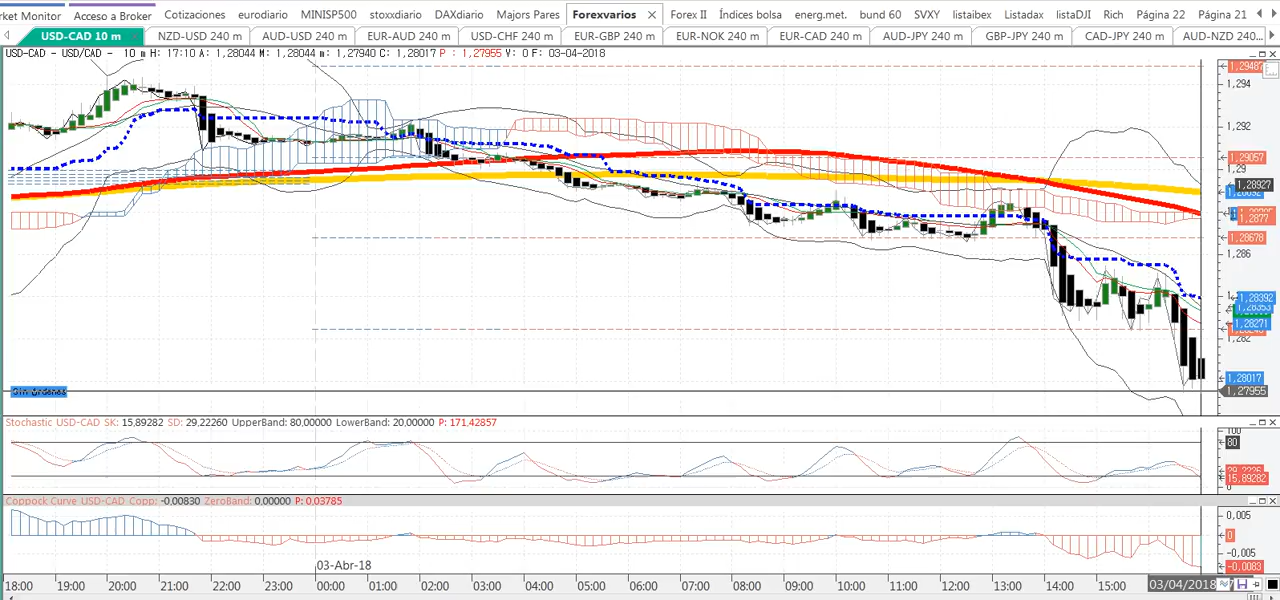 rket Monitor Acceso a Broker Cotizaciones eurodiario MINISP500 stoxxdiario DAXdiario Majors Pares Forexvarios Forex II Índices bolsa energ.met. bund 60 SVXY listaibex Listadax listaDJI Rich Página 22 Página 21
USD-CAD 10 m NZD-USD 240 m AUD-USD 240 m EUR-AUD 240 m USD-CHF 240 m EUR-GBP 240 m EUR-NOK 240 m EUR-CAD 240 m AUD-JPY 240 m GBP-JPY 240 m CAD-JPY 240 m AUD-NZD 240...
USD-CAD - USD/CAD - 10 m H: 17:10 A: 1,28044 M: 1,28044 m: 1,27940 C: 1,28017 P : 1,27955 V: 0 F: 03-04-2018
1,29487
1,294
1,292
1,29057
1,29
1,28927
1,2877
1,28678
1,286
1,28392
1,28271
1,282
1,28017
1,27955
Sin órdenes
Stochastic USD-CAD SK: 15,89282 SD: 29,22260 UpperBand: 80,00000 LowerBand: 20,00000 P: 171.42857
100
80
29,2226
15,89282
0
Coppock Curve USD-CAD Copp: -0,00830 ZeroBand: 0,00000 P: 0,03785
0,005
0
-0,005
-0,0083
03-Abr-18
18:00 19:00 20:00 21:00 22:00 23:00 00:00 01:00 02:00 03:00 04:00 05:00 06:00 07:00 08:00 09:00 10:00 11:00 12:00 13:00 14:00 15:00 03/04/2018